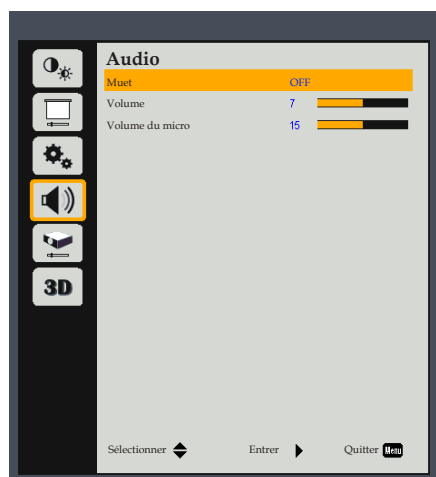 Audio
Muet OFF
Volume 7
Volume du micro 15
3D
Sélectionner Entrer Quitter Menu